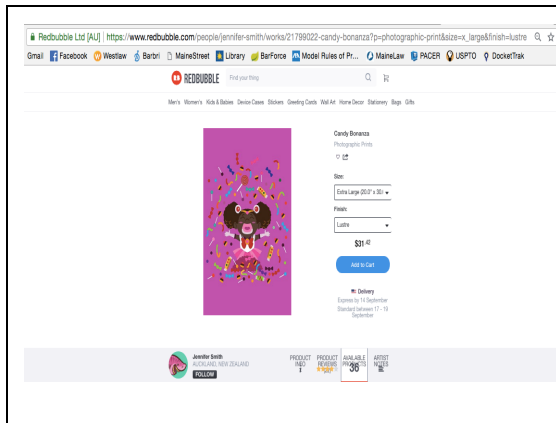 Redbubble Ltd [AU] https://www.redbubble.com/people/jennifer-smith/works/21799022-candy-bonanza?p=photographic-print&size=x_large&finish=lustre
Gmail Facebook Westlaw Barbri MaineStreet Library BarForce Model Rules of Pr... MaineLaw PACER USPTO DocketTrak
REDBUBBLE Find your thing
Men's Women's Kids & Babies Device Cases Stickers Greeting Cards Wall Art Home Decor Stationery Bags Gifts
Candy Bonanza
Photographic Prints
Size:
Extra Large (20.0" x 30.
Finish:
Lustre
$31.42
Add to Cart
Delivery
Express by 14 September
Standard between 17 - 19
September
Jennifer Smith
AUCKLAND, NEW ZEALAND
FOLLOW
PRODUCT INFO
PRODUCT REVIEWS
AVAILABLE PRODUCTS
36
ARTIST NOTES